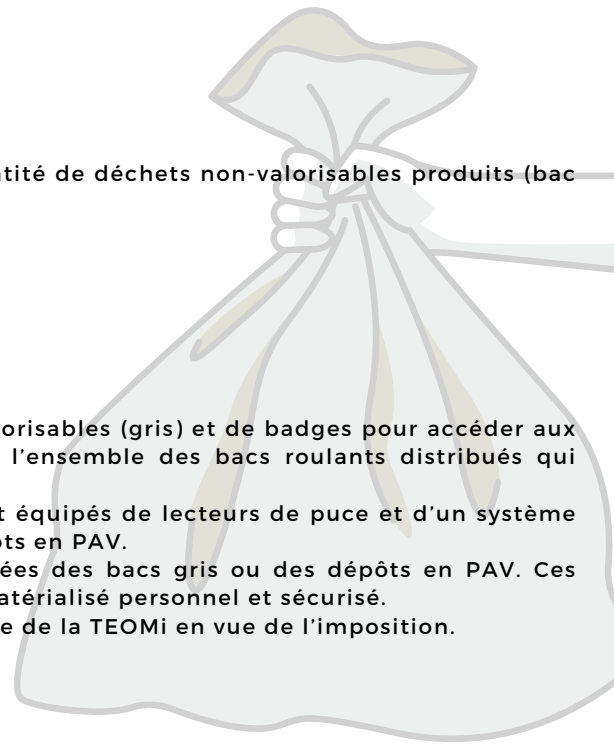 ntité de déchets non-valorisables produits (bac
orisables (gris) et de badges pour accéder aux
l'ensemble des bacs roulants distribués qui
t équipés de lecteurs de puce et d'un système
ôts en PAV.
ées des bacs gris ou des dépôts en PAV. Ces
atérialisé personnel et sécurisé.
e de la TEOMi en vue de l'imposition.